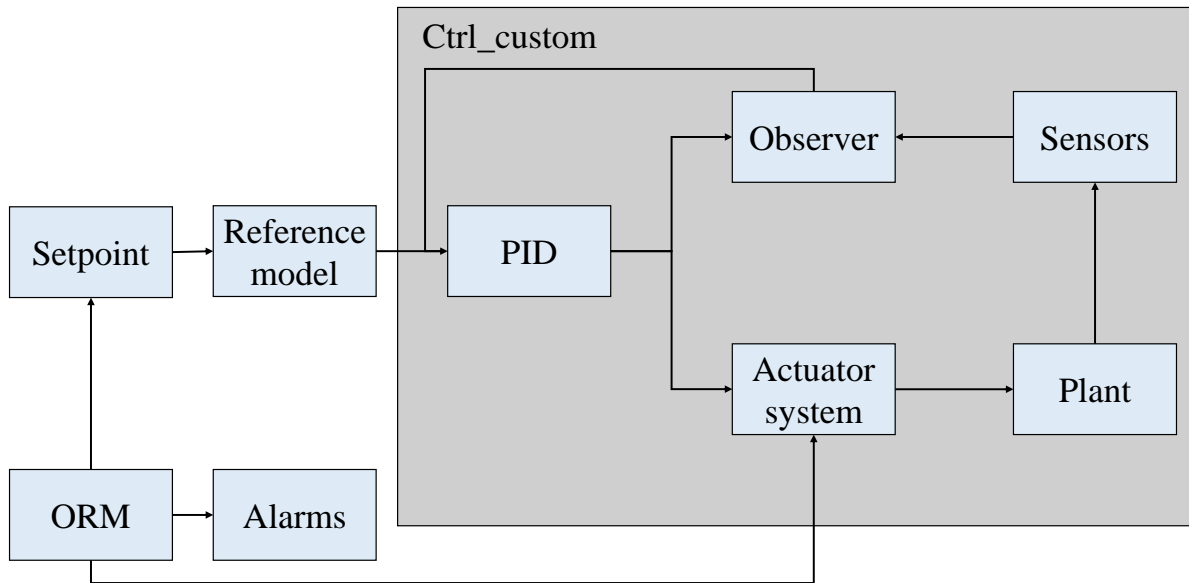 Ctrl_custom
Observer
Sensors
Setpoint
Reference
model
PID
Actuator
system
Plant
ORM
Alarms